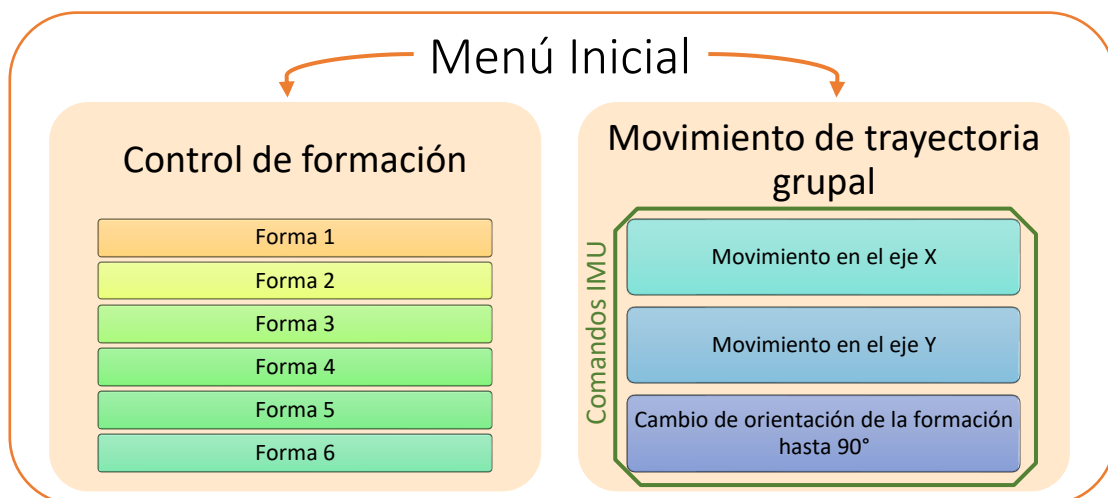 Menú Inicial
Control de formación
Forma 1
Forma 2
Forma 3
Forma 4
Forma 5
Forma 6
Movimiento de trayectoria
grupal
Comandos IMU
Movimiento en el eje X
Movimiento en el eje Y
Cambio de orientación de la formación
hasta 90°